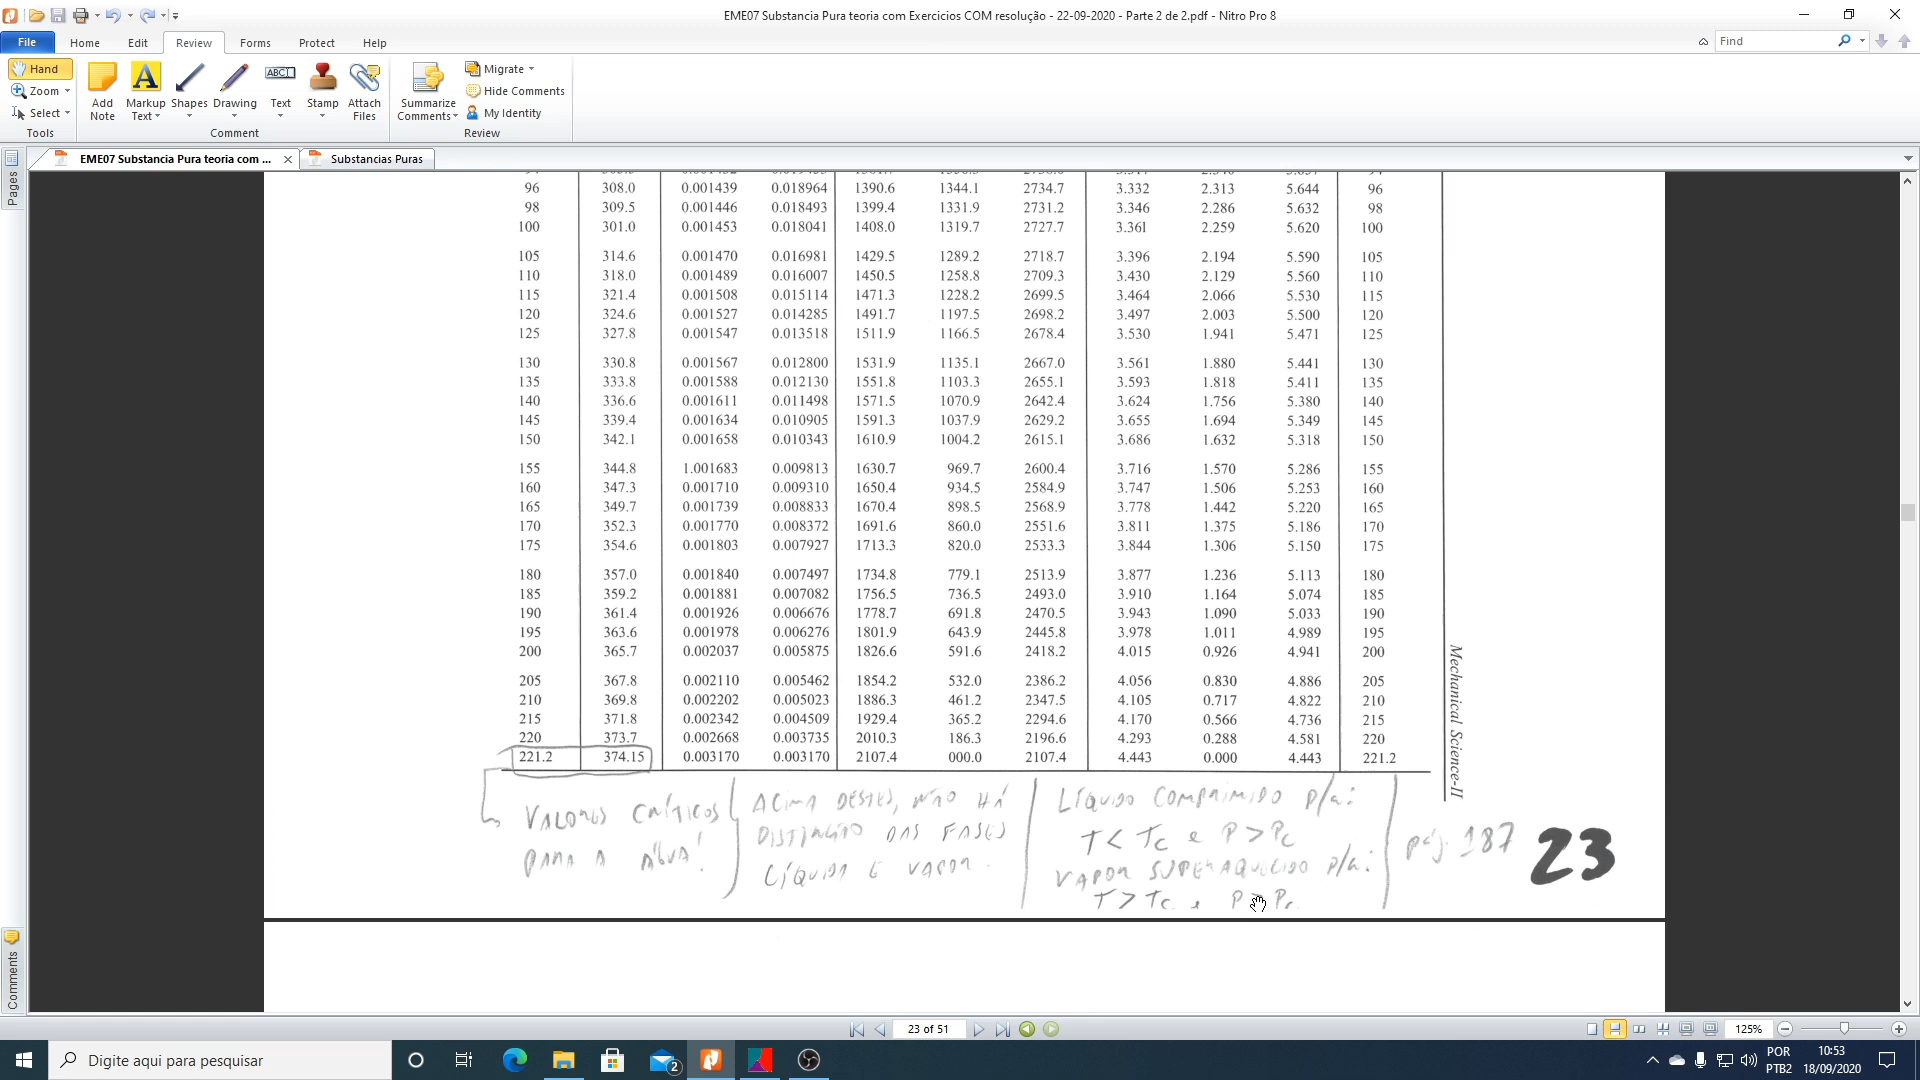 EME07 Substancia Pura teoria com Exercicios COM resolução - 22-09-2020 - Parte 2 de 2.pdf - Nitro Pro 8
File Home Edit Review Forms Protect Help Find
Hand
Zoom
Select
Tools
Add Note
Markup Text
Shapes
Drawing
Text
Stamp
Attach Files
Comment
Summarize Comments
Migrate
Hide Comments
My Identity
Review
EME07 Substancia Pura teoria com ... Substancias Puras
Pages
96 308.0 0.001439 0.018964 1390.6 1344.1 2734.7 3.332 2.313 5.644 96
98 309.5 0.001446 0.018493 1399.4 1331.9 2731.2 3.346 2.286 5.632 98
100 301.0 0.001453 0.018041 1408.0 1319.7 2727.7 3.361 2.259 5.620 100
105 314.6 0.001470 0.016981 1429.5 1289.2 2718.7 3.396 2.194 5.590 105
110 318.0 0.001489 0.016007 1450.5 1258.8 2709.3 3.430 2.129 5.560 110
115 321.4 0.001508 0.015114 1471.3 1228.2 2699.5 3.464 2.066 5.530 115
120 324.6 0.001527 0.014285 1491.7 1197.5 2698.2 3.497 2.003 5.500 120
125 327.8 0.001547 0.013518 1511.9 1166.5 2678.4 3.530 1.941 5.471 125
130 330.8 0.001567 0.012800 1531.9 1135.1 2667.0 3.561 1.880 5.441 130
135 333.8 0.001588 0.012130 1551.8 1103.3 2655.1 3.593 1.818 5.411 135
140 336.6 0.001611 0.011498 1571.5 1070.9 2642.4 3.624 1.756 5.380 140
145 339.4 0.001634 0.010905 1591.3 1037.9 2629.2 3.655 1.694 5.349 145
150 342.1 0.001658 0.010343 1610.9 1004.2 2615.1 3.686 1.632 5.318 150
155 344.8 1.001683 0.009813 1630.7 969.7 2600.4 3.716 1.570 5.286 155
160 347.3 0.001710 0.009310 1650.4 934.5 2584.9 3.747 1.506 5.253 160
165 349.7 0.001739 0.008833 1670.4 898.5 2568.9 3.778 1.442 5.220 165
170 352.3 0.001770 0.008372 1691.6 860.0 2551.6 3.811 1.375 5.186 170
175 354.6 0.001803 0.007927 1713.3 820.0 2533.3 3.844 1.306 5.150 175
180 357.0 0.001840 0.007497 1734.8 779.1 2513.9 3.877 1.236 5.113 180
185 359.2 0.001881 0.007082 1756.5 736.5 2493.0 3.910 1.164 5.074 185
190 361.4 0.001926 0.006676 1778.7 691.8 2470.5 3.943 1.090 5.033 190
195 363.6 0.001978 0.006276 1801.9 643.9 2445.8 3.978 1.011 4.989 195
200 365.7 0.002037 0.005875 1826.6 591.6 2418.2 4.015 0.926 4.941 200
205 367.8 0.002110 0.005462 1854.2 532.0 2386.2 4.056 0.830 4.886 205
210 369.8 0.002202 0.005023 1886.3 461.2 2347.5 4.105 0.717 4.822 210
215 371.8 0.002342 0.004509 1929.4 365.2 2294.6 4.170 0.566 4.736 215
220 373.7 0.002668 0.003735 2010.3 186.3 2196.6 4.293 0.288 4.581 220
221.2 374.15 0.003170 0.003170 2107.4 000.0 2107.4 4.443 0.000 4.443 221.2
Mechanical Science-II
VALORES CRÍTICOS
PARA A ÁGUA!
ACIMA DESTES, NÃO HÁ
DISTINÇÃO DAS FASES
LÍQUIDA E VAPOR.
LÍQUIDO COMPRIMIDO p/a:
T < Tc e P > Pc
VAPOR SUPERAQUECIDO p/a:
T > Tc e P > Pc
pág. 187
23
Comments
23 of 51
125%
Digite aqui para pesquisar
2
POR
PTB2
10:53
18/09/2020